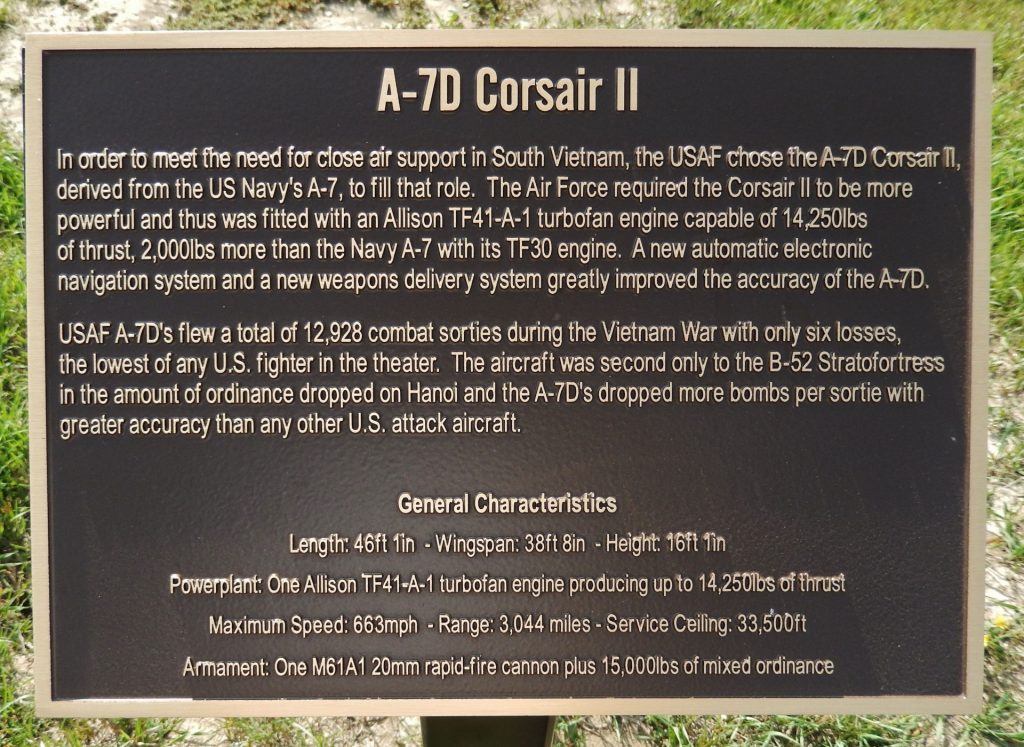 A-7D Corsair II
In order to meet the need for close air support in South Vietnam, the USAF chose the A-7D Corsair II,
derived from the US Navy's A-7, to fill that role. The Air Force required the Corsair II to be more
powerful and thus was fitted with an Allison TF41-A-1 turbofan engine capable of 14,250lbs
of thrust, 2,000lbs more than the Navy A-7 with its TF30 engine. A new automatic electronic
navigation system and a new weapons delivery system greatly improved the accuracy of the A-7D.
USAF A-7D's flew a total of 12,928 combat sorties during the Vietnam War with only six losses,
the lowest of any U.S. fighter in the theater. The aircraft was second only to the B-52 Stratofortress
in the amount of ordinance dropped on Hanoi and the A-7D's dropped more bombs per sortie with
greater accuracy than any other U.S. attack aircraft.
General Characteristics
Length: 46ft 1in - Wingspan: 38ft 8in - Height: 16ft 1in
Powerplant: One Allison TF41-A-1 turbofan engine producing up to 14,250lbs of thrust
Maximum Speed: 663mph - Range: 3,044 miles - Service Ceiling: 33,500ft
Armament: One M61A1 20mm rapid-fire cannon plus 15,000lbs of mixed ordinance